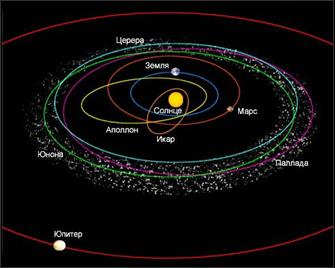 Церера
Земля
Солнце
Марс
Аполлон
Икар
Юнона
Паллада
Юпитер